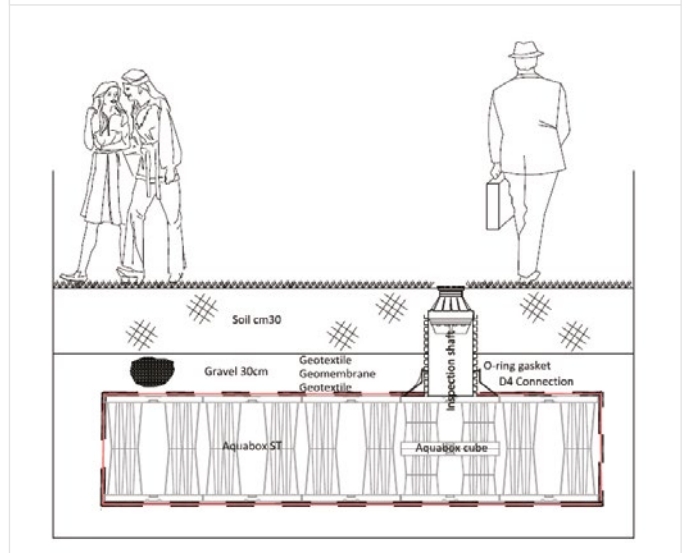 Soil cm30
Gravel 30cm
Geotextile
Geomembrane
Geotextile
Inspection shaft
O-ring gasket
D4 Connection
Aquabox ST
Aquabox cube